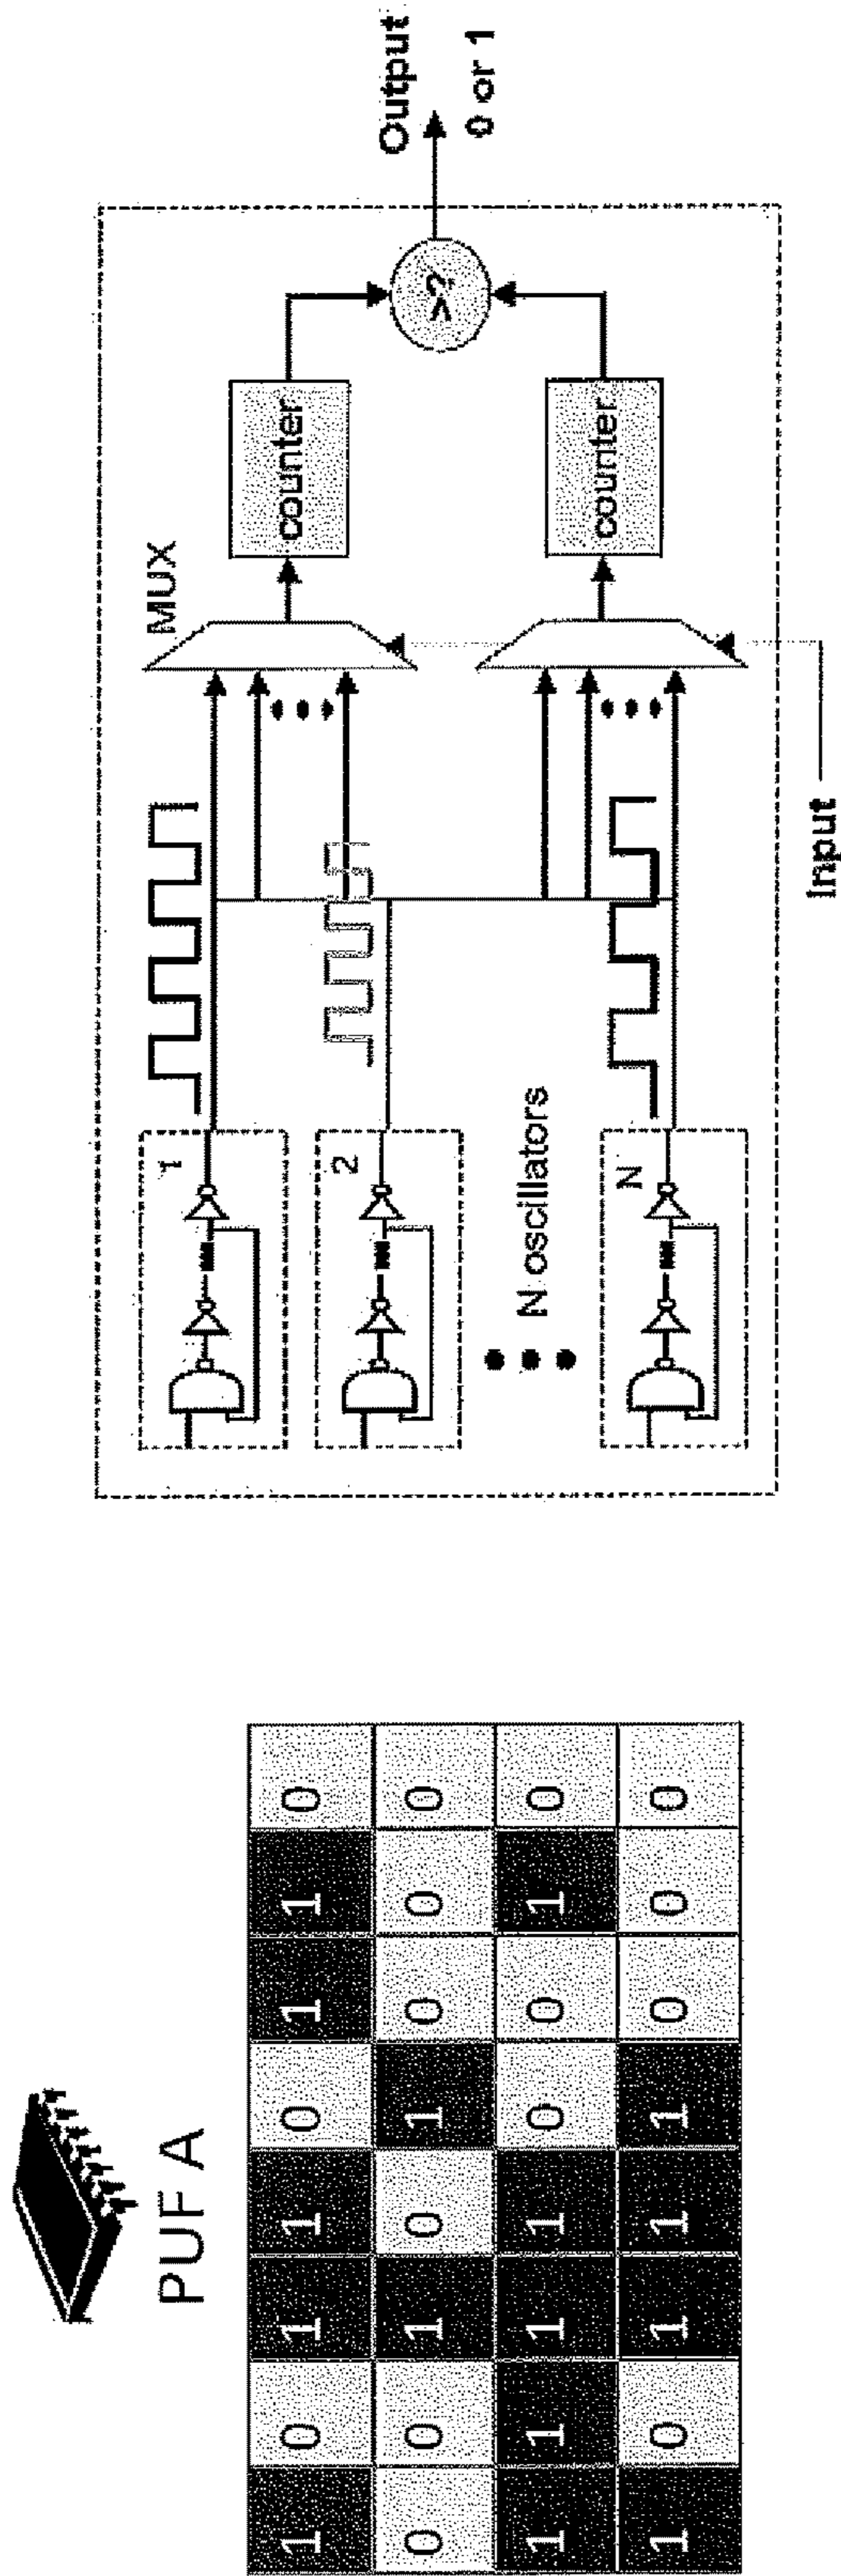 PUF A
1 0 1 1 0 1 1 0
0 0 1 0 1 0 0 0
1 1 1 1 0 0 1 0
1 0 1 1 1 0 0 0
1
2
N oscillators
N
MUX
counter
counter
>?
Output
0 or 1
Input